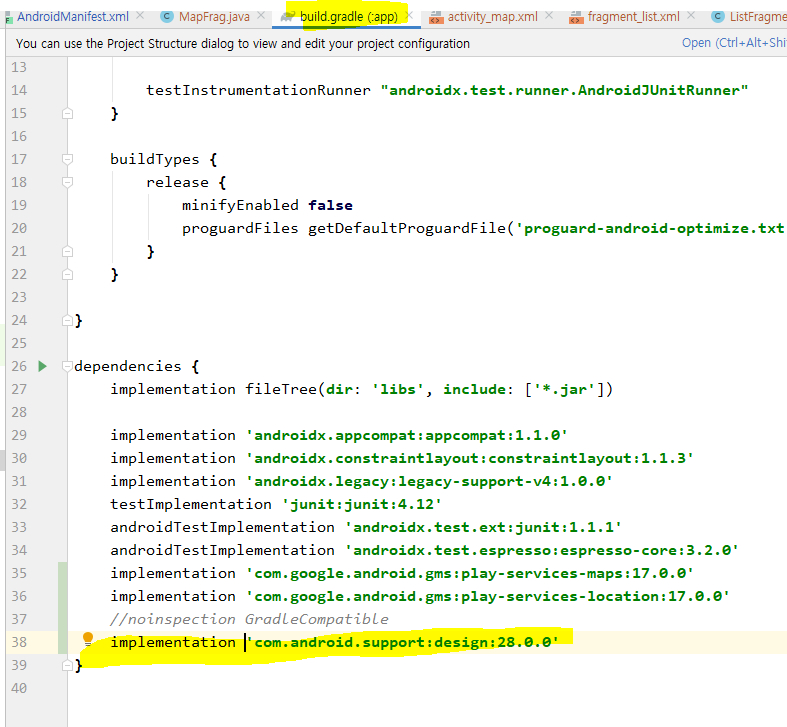 AndroidManifest.xml × MapFrag.java × build.gradle (:app) × activity_map.xml × fragment_list.xml × ListFragme
You can use the Project Structure dialog to view and edit your project configuration Open (Ctrl+Alt+Shi
13
14 testInstrumentationRunner "androidx.test.runner.AndroidJUnitRunner"
15 }
16
17 buildTypes {
18 release {
19 minifyEnabled false
20 proguardFiles getDefaultProguardFile('proguard-android-optimize.txt
21 }
22 }
23
24 }
25
26 dependencies {
27 implementation fileTree(dir: 'libs', include: ['*.jar'])
28
29 implementation 'androidx.appcompat:appcompat:1.1.0'
30 implementation 'androidx.constraintlayout:constraintlayout:1.1.3'
31 implementation 'androidx.legacy:legacy-support-v4:1.0.0'
32 testImplementation 'junit:junit:4.12'
33 androidTestImplementation 'androidx.test.ext:junit:1.1.1'
34 androidTestImplementation 'androidx.test.espresso:espresso-core:3.2.0'
35 implementation 'com.google.android.gms:play-services-maps:17.0.0'
36 implementation 'com.google.android.gms:play-services-location:17.0.0'
37 //noinspection GradleCompatible
38 implementation 'com.android.support:design:28.0.0'
39 }
40